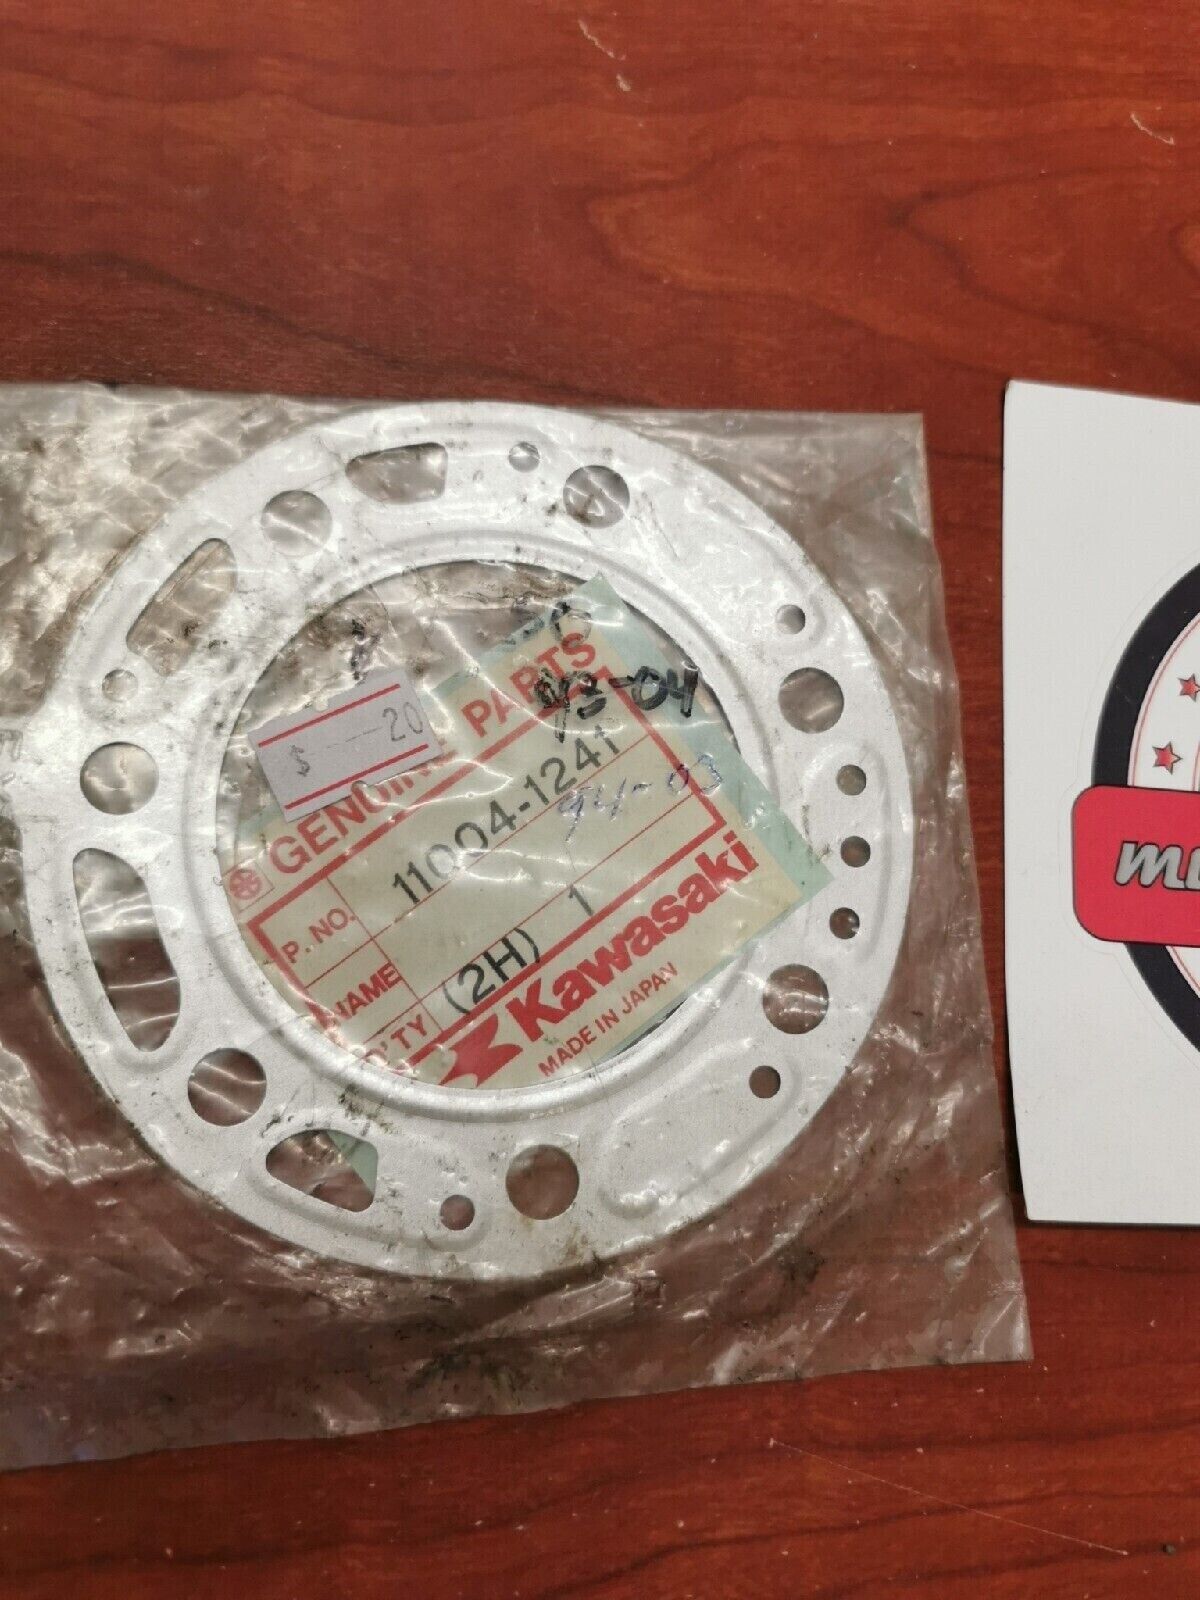 93-04
$ ---- 20
GENUINE PARTS
P. NO. 11004-1241
94-03
NAME
Q'TY (2H) 1
Kawasaki
MADE IN JAPAN